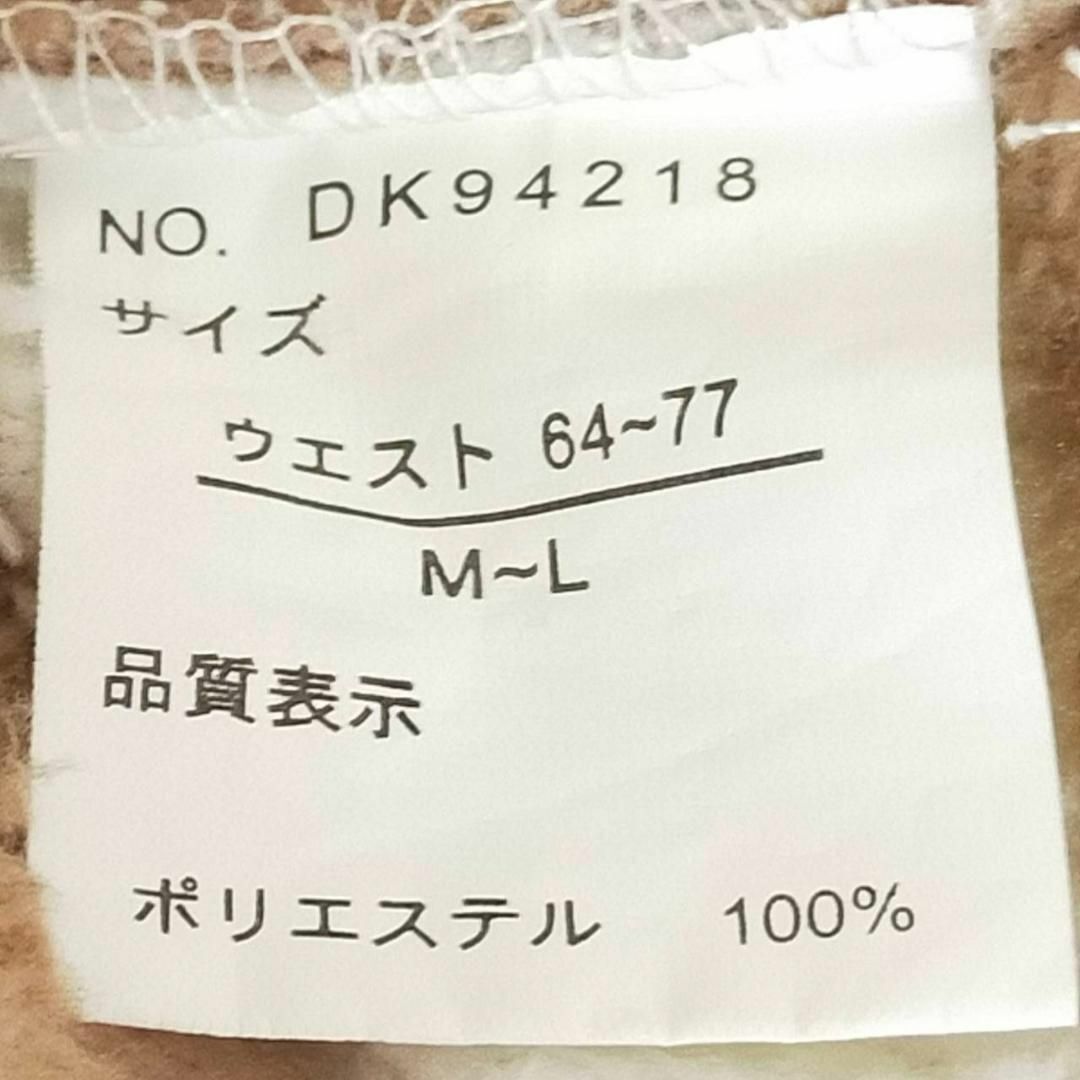 NO. DK94218
サイズ
ウエスト 64~77
M~L
品質表示
ポリエステル 100%